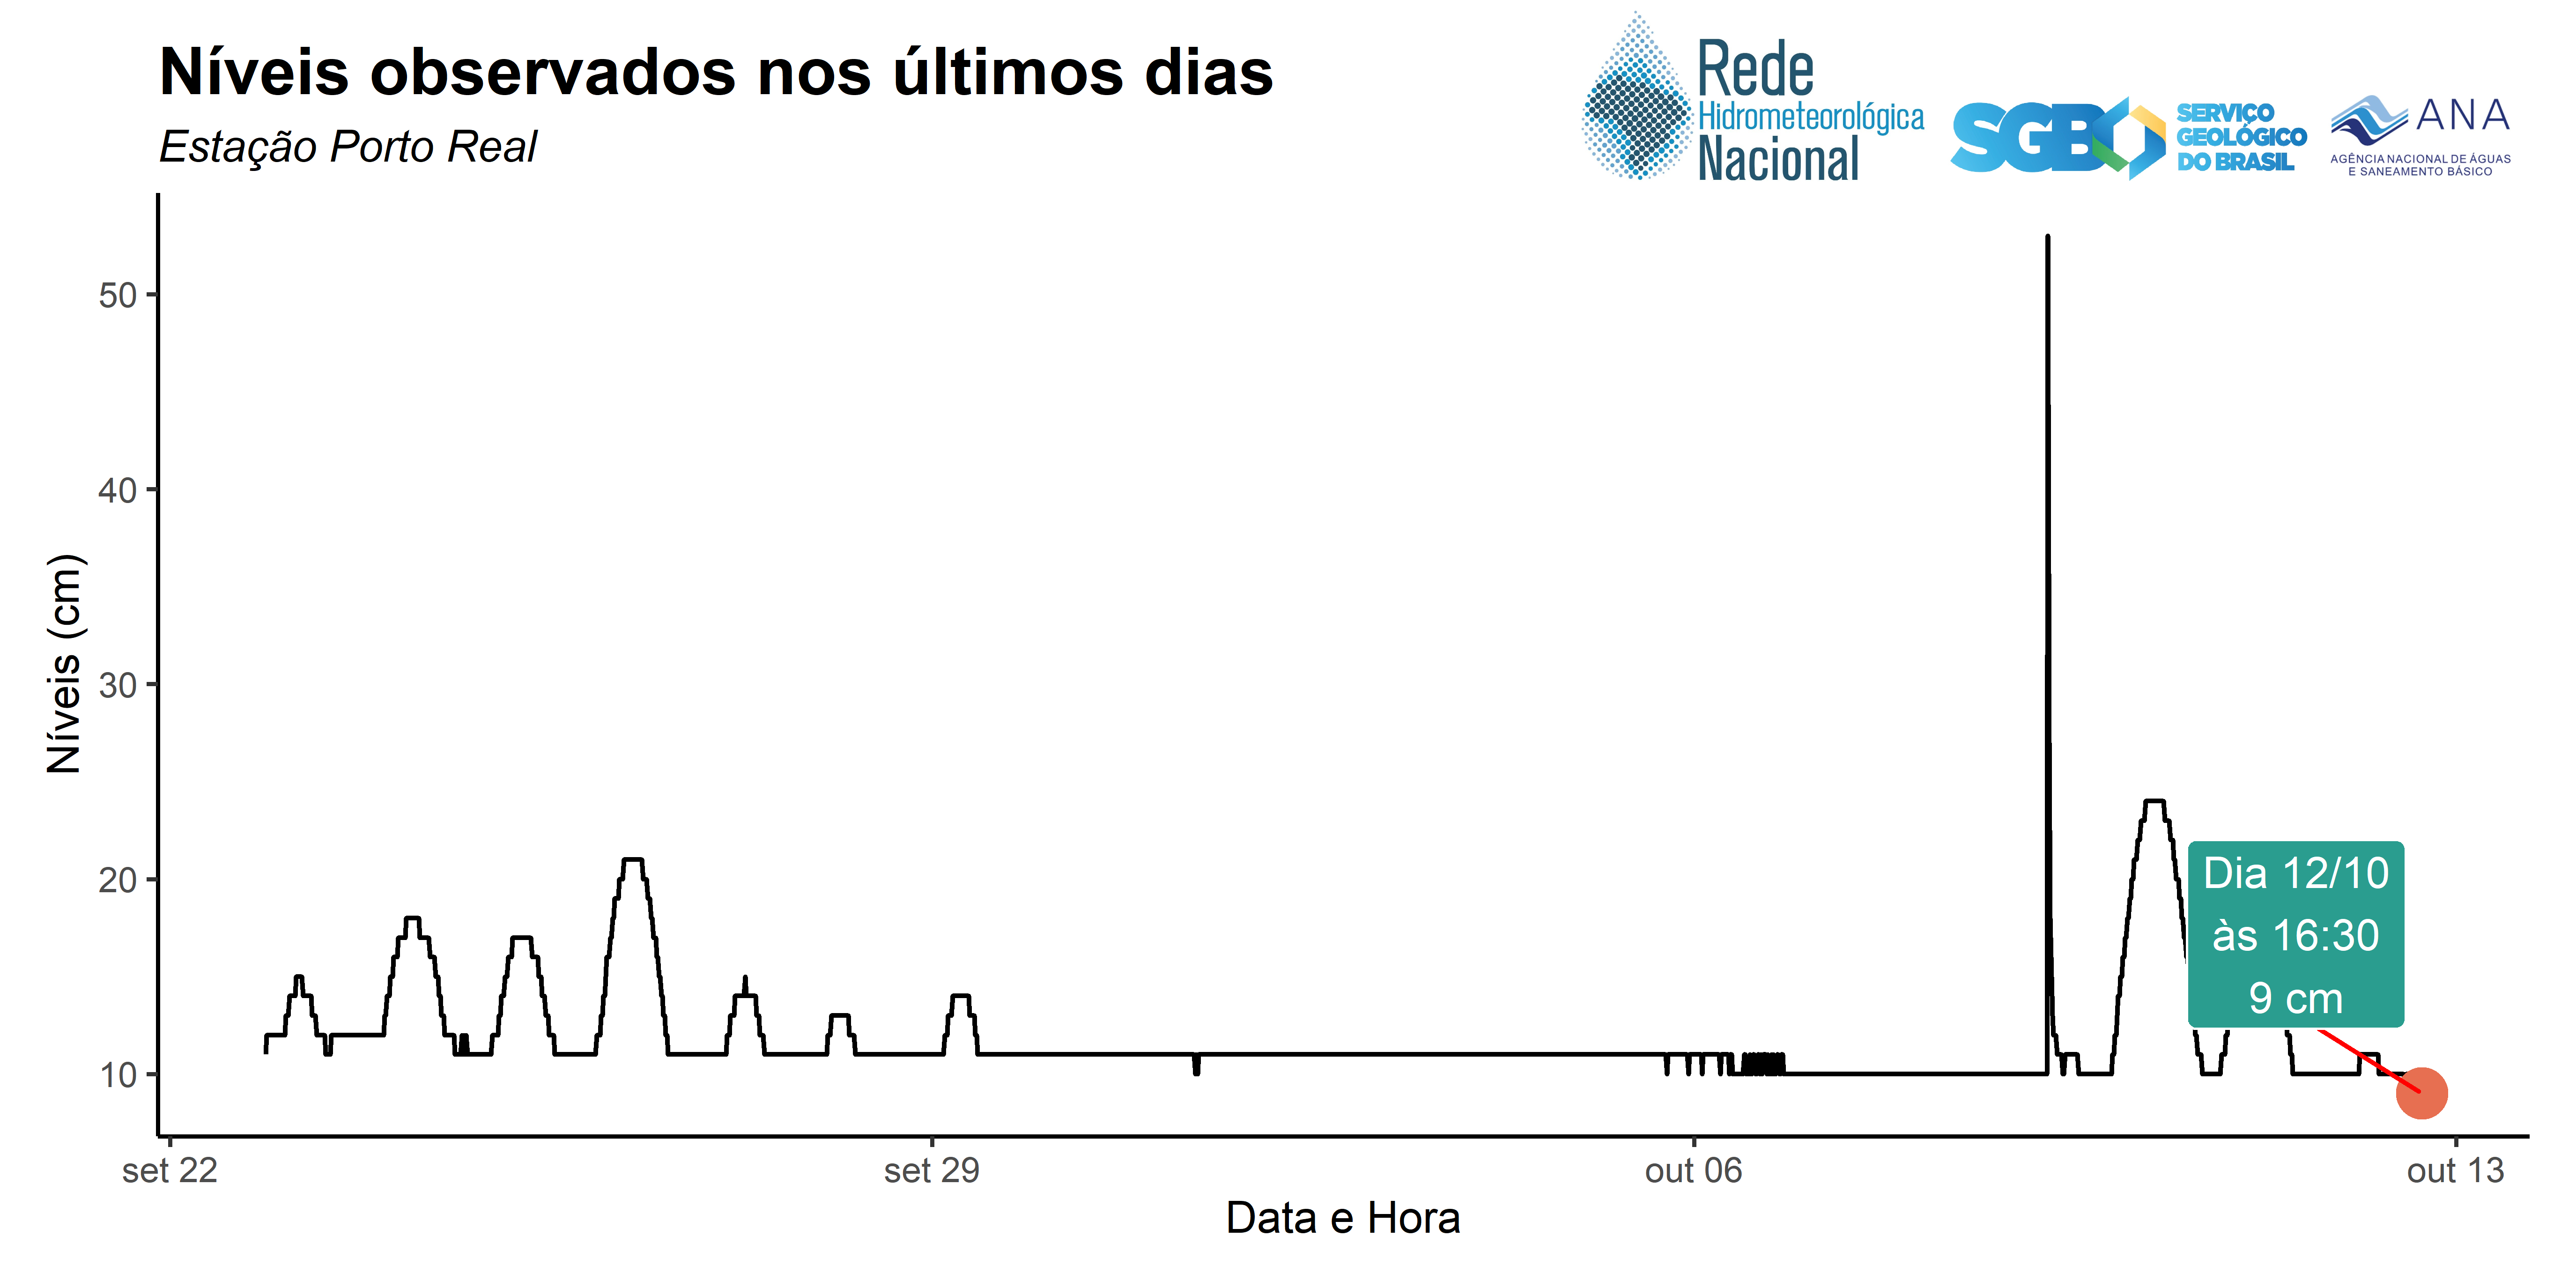 Níveis observados nos últimos dias
Estação Porto Real
Rede
Hidrometeorológica
Nacional
SGB
SERVIÇO
GEOLÓGICO
DO BRASIL
ANA
AGÊNCIA NACIONAL DE ÁGUAS
E SANEAMENTO BÁSICO
Níveis (cm)
50
40
30
20
10
Dia 12/10
às 16:30
9 cm
set 22
set 29
out 06
out 13
Data e Hora